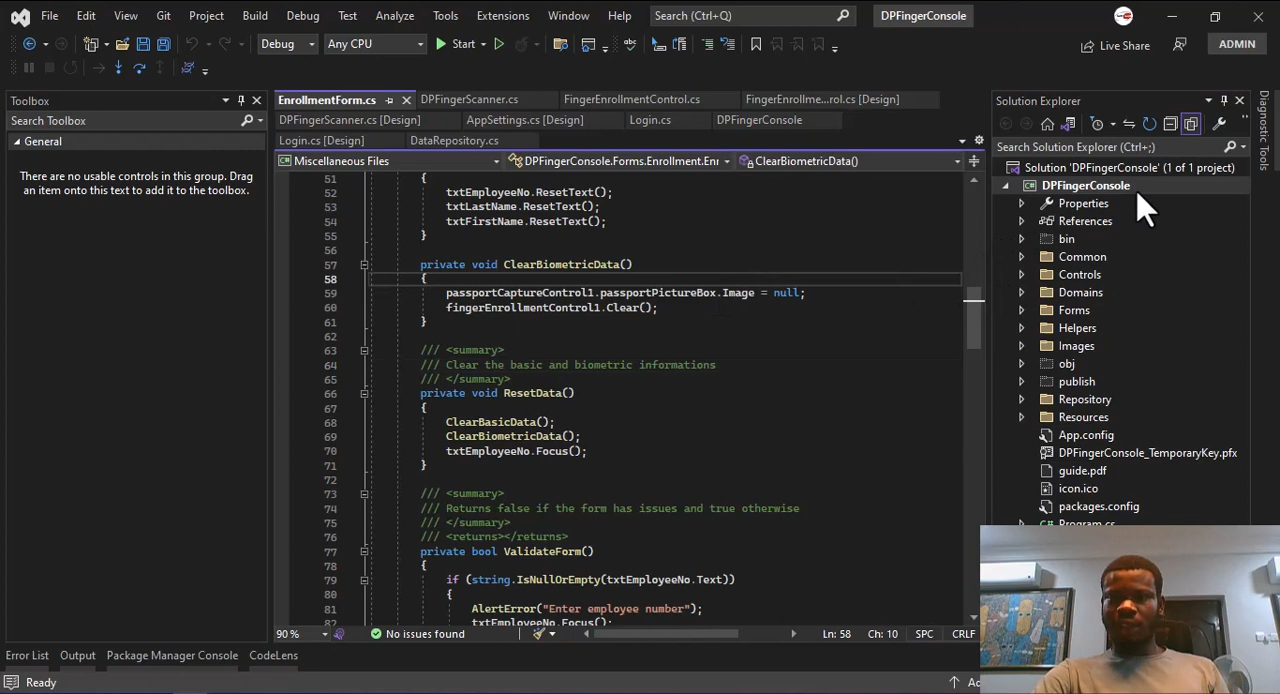 File Edit View Git Project Build Debug Test Analyze Tools Extensions Window Help Search (Ctrl+Q) DPFingerConsole
Debug Any CPU Start Live Share ADMIN
Toolbox
Search Toolbox
General
There are no usable controls in this group. Drag
an item onto this text to add it to the toolbox.
EnrollmentForm.cs DPFingerScanner.cs FingerEnrollmentControl.cs FingerEnrollme...rol.cs [Design]
DPFingerScanner.cs [Design] AppSettings.cs [Design] Login.cs DPFingerConsole
Login.cs [Design] DataRepository.cs
Miscellaneous Files DPFingerConsole.Forms.Enrollment.Enr ClearBiometricData()
51 {
52 txtEmployeeNo.ResetText();
53 txtLastName.ResetText();
54 txtFirstName.ResetText();
55 }
56
57 private void ClearBiometricData()
58 {
59 passportCaptureControl1.passportPictureBox.Image = null;
60 fingerEnrollmentControl1.Clear();
61 }
62
63 /// <summary>
64 /// Clear the basic and biometric informations
65 /// </summary>
66 private void ResetData()
67 {
68 ClearBasicData();
69 ClearBiometricData();
70 txtEmployeeNo.Focus();
71 }
72
73 /// <summary>
74 /// Returns false if the form has issues and true otherwise
75 /// </summary>
76 /// <returns></returns>
77 private bool ValidateForm()
78 {
79 if (string.IsNullOrEmpty(txtEmployeeNo.Text))
80 {
81 AlertError("Enter employee number");
82 txtEmployeeNo.Focus();
90 % No issues found Ln: 58 Ch: 10 SPC CRLF
Solution Explorer
Search Solution Explorer (Ctrl+;)
Solution 'DPFingerConsole' (1 of 1 project)
DPFingerConsole
Properties
References
bin
Common
Controls
Domains
Forms
Helpers
Images
obj
publish
Repository
Resources
App.config
DPFingerConsole_TemporaryKey.pfx
guide.pdf
icon.ico
packages.config
Program.cs
Diagnostic Tools
Error List Output Package Manager Console CodeLens
Ready